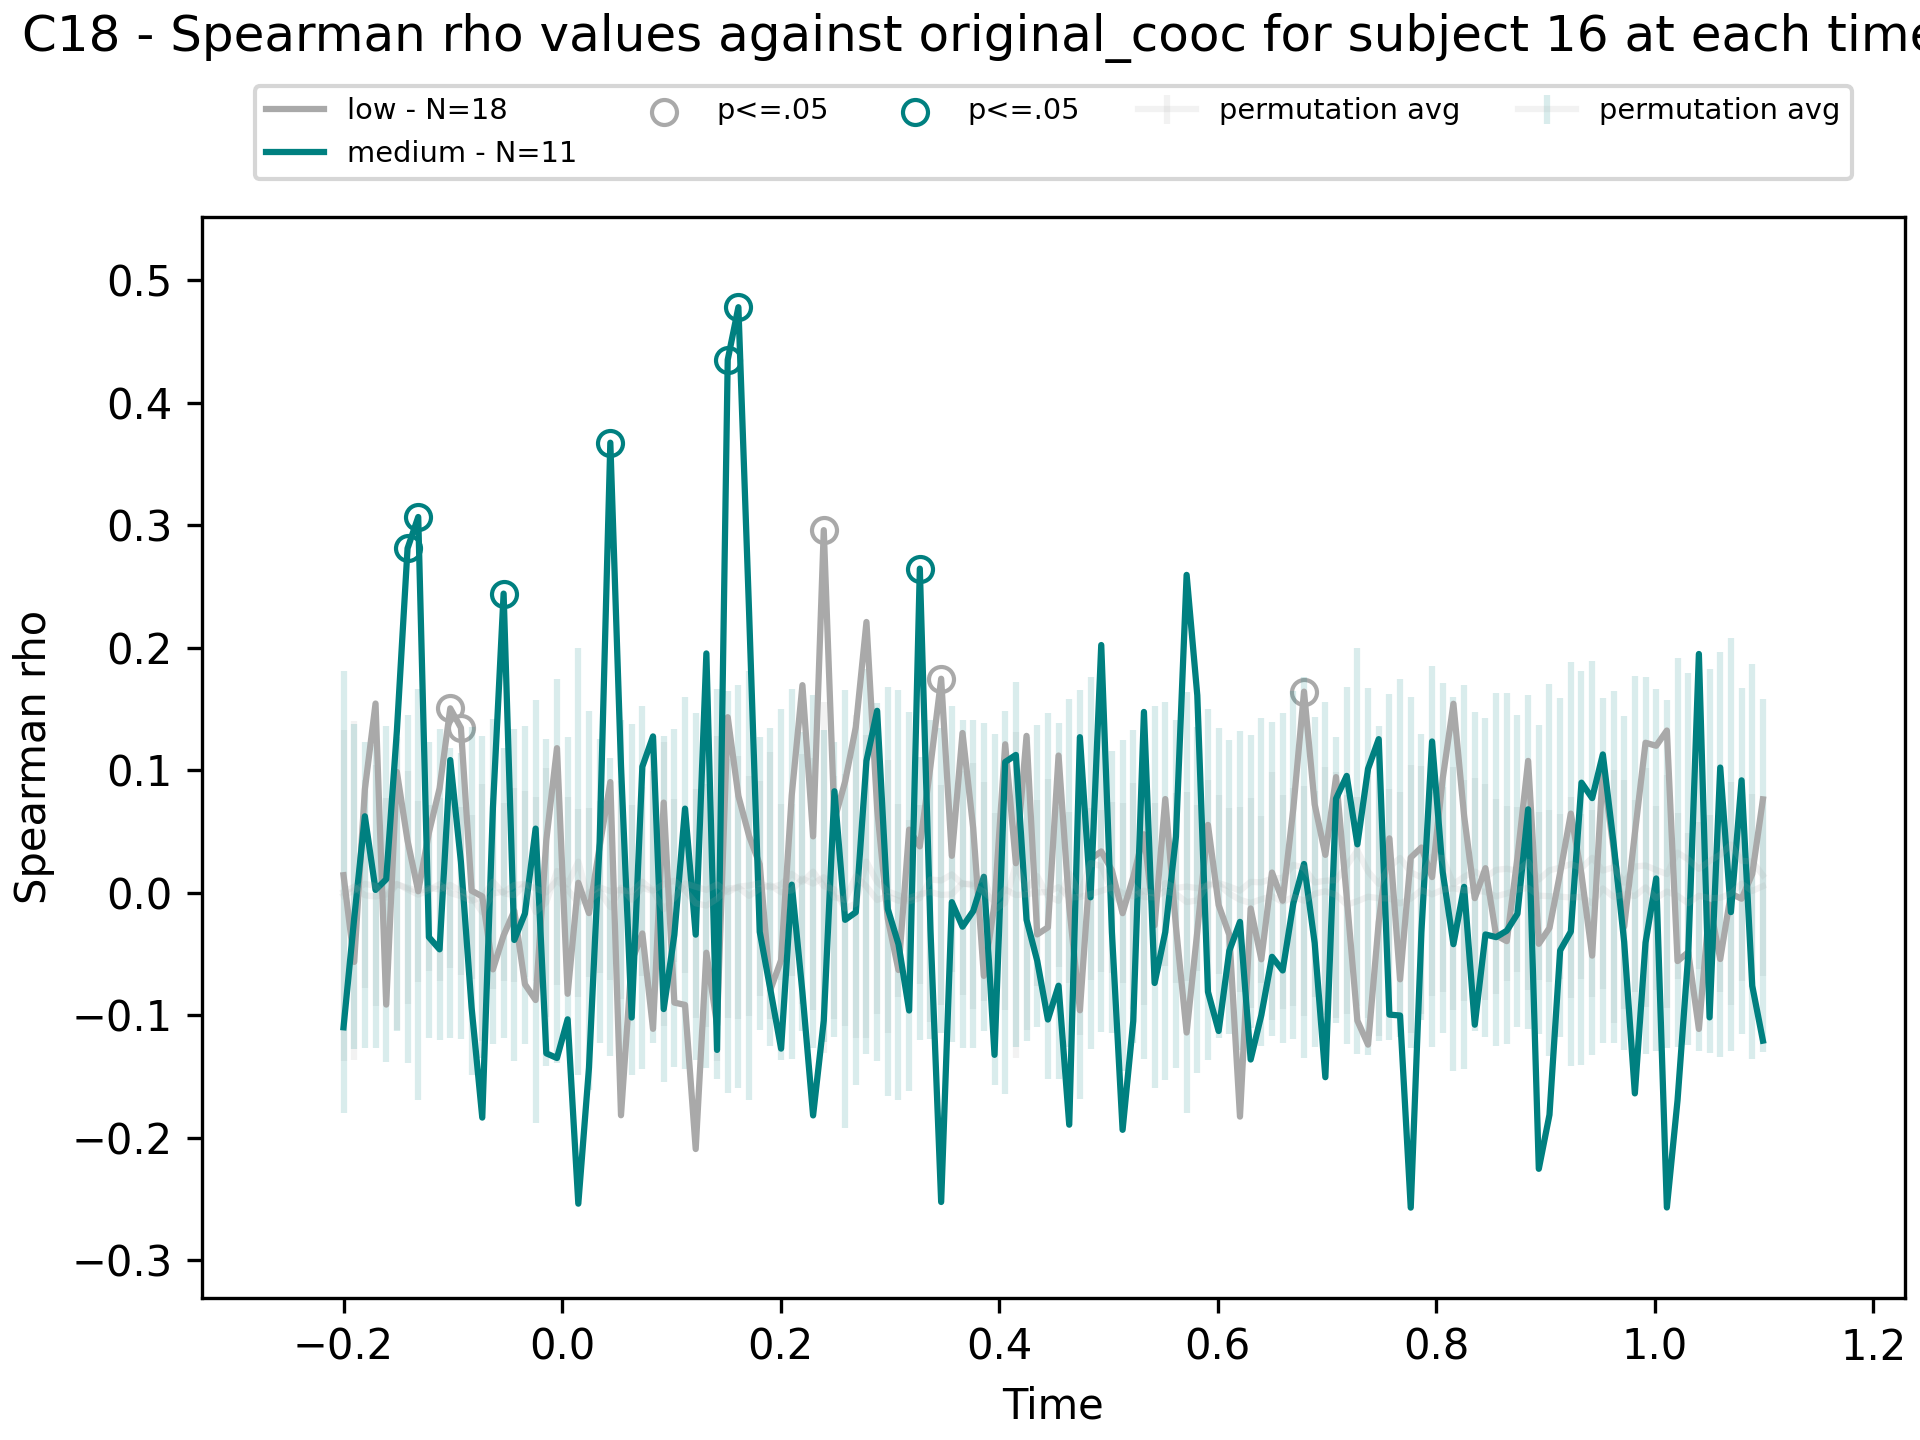 C18 - Spearman rho values against original_cooc for subject 16 at each time
low - N=18 p<=.05 p<=.05 permutation avg permutation avg
medium - N=11
0.5
0.4
0.3
0.2
0.1
0.0
−0.1
−0.2
−0.3
Spearman rho
−0.2 0.0 0.2 0.4 0.6 0.8 1.0 1.2
Time